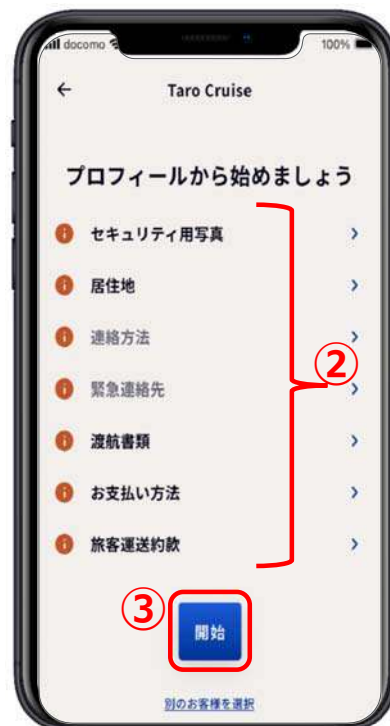 docomo
100%
← Taro Cruise
プロフィールから始めましょう
セキュリティ用写真
居住地
連絡方法
緊急連絡先
渡航書類
お支払い方法
旅客運送約款
②
③
開始
別のお客様を選択